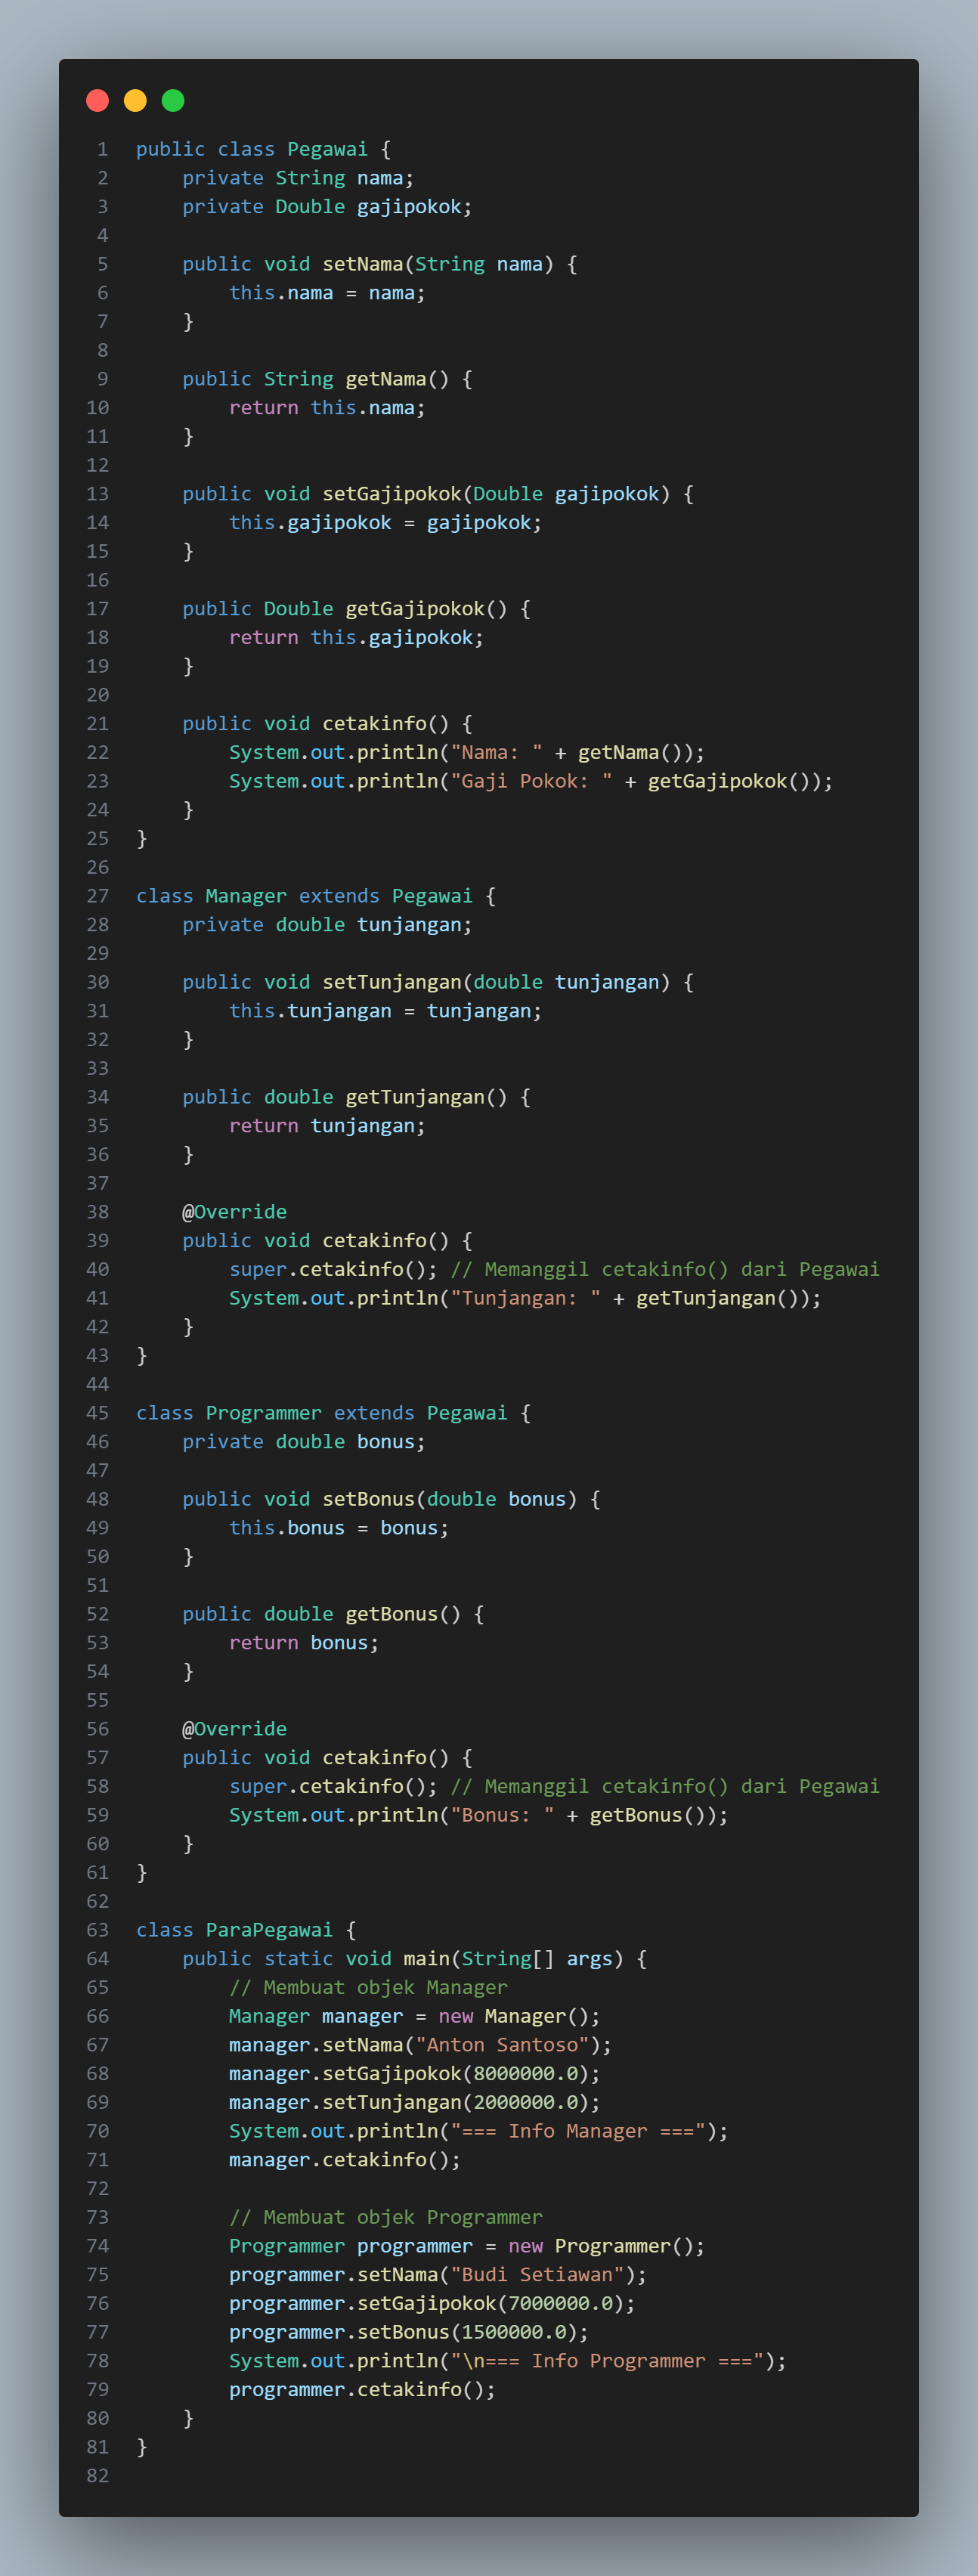 1 public class Pegawai {
2 private String nama;
3 private Double gajipokok;
4
5 public void setNama(String nama) {
6 this.nama = nama;
7 }
8
9 public String getNama() {
10 return this.nama;
11 }
12
13 public void setGajipokok(Double gajipokok) {
14 this.gajipokok = gajipokok;
15 }
16
17 public Double getGajipokok() {
18 return this.gajipokok;
19 }
20
21 public void cetakinfo() {
22 System.out.println("Nama: " + getNama());
23 System.out.println("Gaji Pokok: " + getGajipokok());
24 }
25 }
26
27 class Manager extends Pegawai {
28 private double tunjangan;
29
30 public void setTunjangan(double tunjangan) {
31 this.tunjangan = tunjangan;
32 }
33
34 public double getTunjangan() {
35 return tunjangan;
36 }
37
38 @Override
39 public void cetakinfo() {
40 super.cetakinfo(); // Memanggil cetakinfo() dari Pegawai
41 System.out.println("Tunjangan: " + getTunjangan());
42 }
43 }
44
45 class Programmer extends Pegawai {
46 private double bonus;
47
48 public void setBonus(double bonus) {
49 this.bonus = bonus;
50 }
51
52 public double getBonus() {
53 return bonus;
54 }
55
56 @Override
57 public void cetakinfo() {
58 super.cetakinfo(); // Memanggil cetakinfo() dari Pegawai
59 System.out.println("Bonus: " + getBonus());
60 }
61 }
62
63 class ParaPegawai {
64 public static void main(String[] args) {
65 // Membuat objek Manager
66 Manager manager = new Manager();
67 manager.setNama("Anton Santoso");
68 manager.setGajipokok(8000000.0);
69 manager.setTunjangan(2000000.0);
70 System.out.println("=== Info Manager ===");
71 manager.cetakinfo();
72
73 // Membuat objek Programmer
74 Programmer programmer = new Programmer();
75 programmer.setNama("Budi Setiawan");
76 programmer.setGajipokok(7000000.0);
77 programmer.setBonus(1500000.0);
78 System.out.println("\n=== Info Programmer ===");
79 programmer.cetakinfo();
80 }
81 }
82